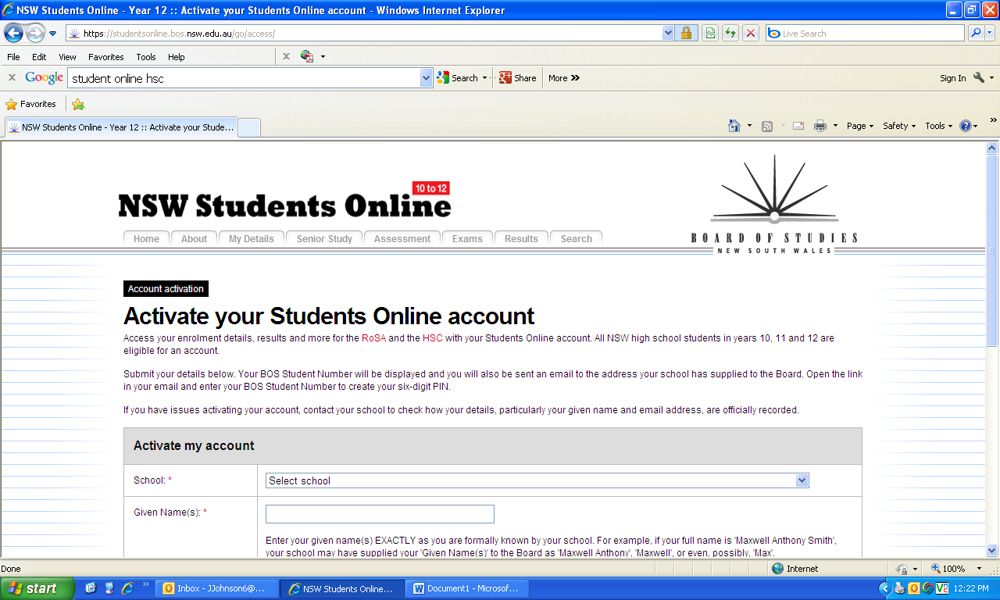 NSW Students Online - Year 12 :: Activate your Students Online account - Windows Internet Explorer
https://studentsonline.bos.nsw.edu.au/go/access/
Live Search
File Edit View Favorites Tools Help
Google student online hsc Search Share More Sign In
Favorites
NSW Students Online - Year 12 :: Activate your Stude...
Page Safety Tools
10 to 12
NSW Students Online
Home About My Details Senior Study Assessment Exams Results Search
BOARD OF STUDIES
NEW SOUTH WALES
Account activation
Activate your Students Online account
Access your enrolment details, results and more for the RoSA and the HSC with your Students Online account. All NSW high school students in years 10, 11 and 12 are
eligible for an account.
Submit your details below. Your BOS Student Number will be displayed and you will also be sent an email to the address your school has supplied to the Board. Open the link
in your email and enter your BOS Student Number to create your six-digit PIN.
If you have issues activating your account, contact your school to check how your details, particularly your given name and email address, are officially recorded.
Activate my account
School: * Select school
Given Name(s): *
Enter your given name(s) EXACTLY as you are formally known by your school. For example, if your full name is 'Maxwell Anthony Smith',
your school may have supplied your 'Given Name(s)' to the Board as 'Maxwell Anthony', 'Maxwell', or even, possibly, 'Max'.
Done Internet 100%
start Inbox - JJohnson6@... NSW Students Online... Document1 - Microsof... 12:22 PM